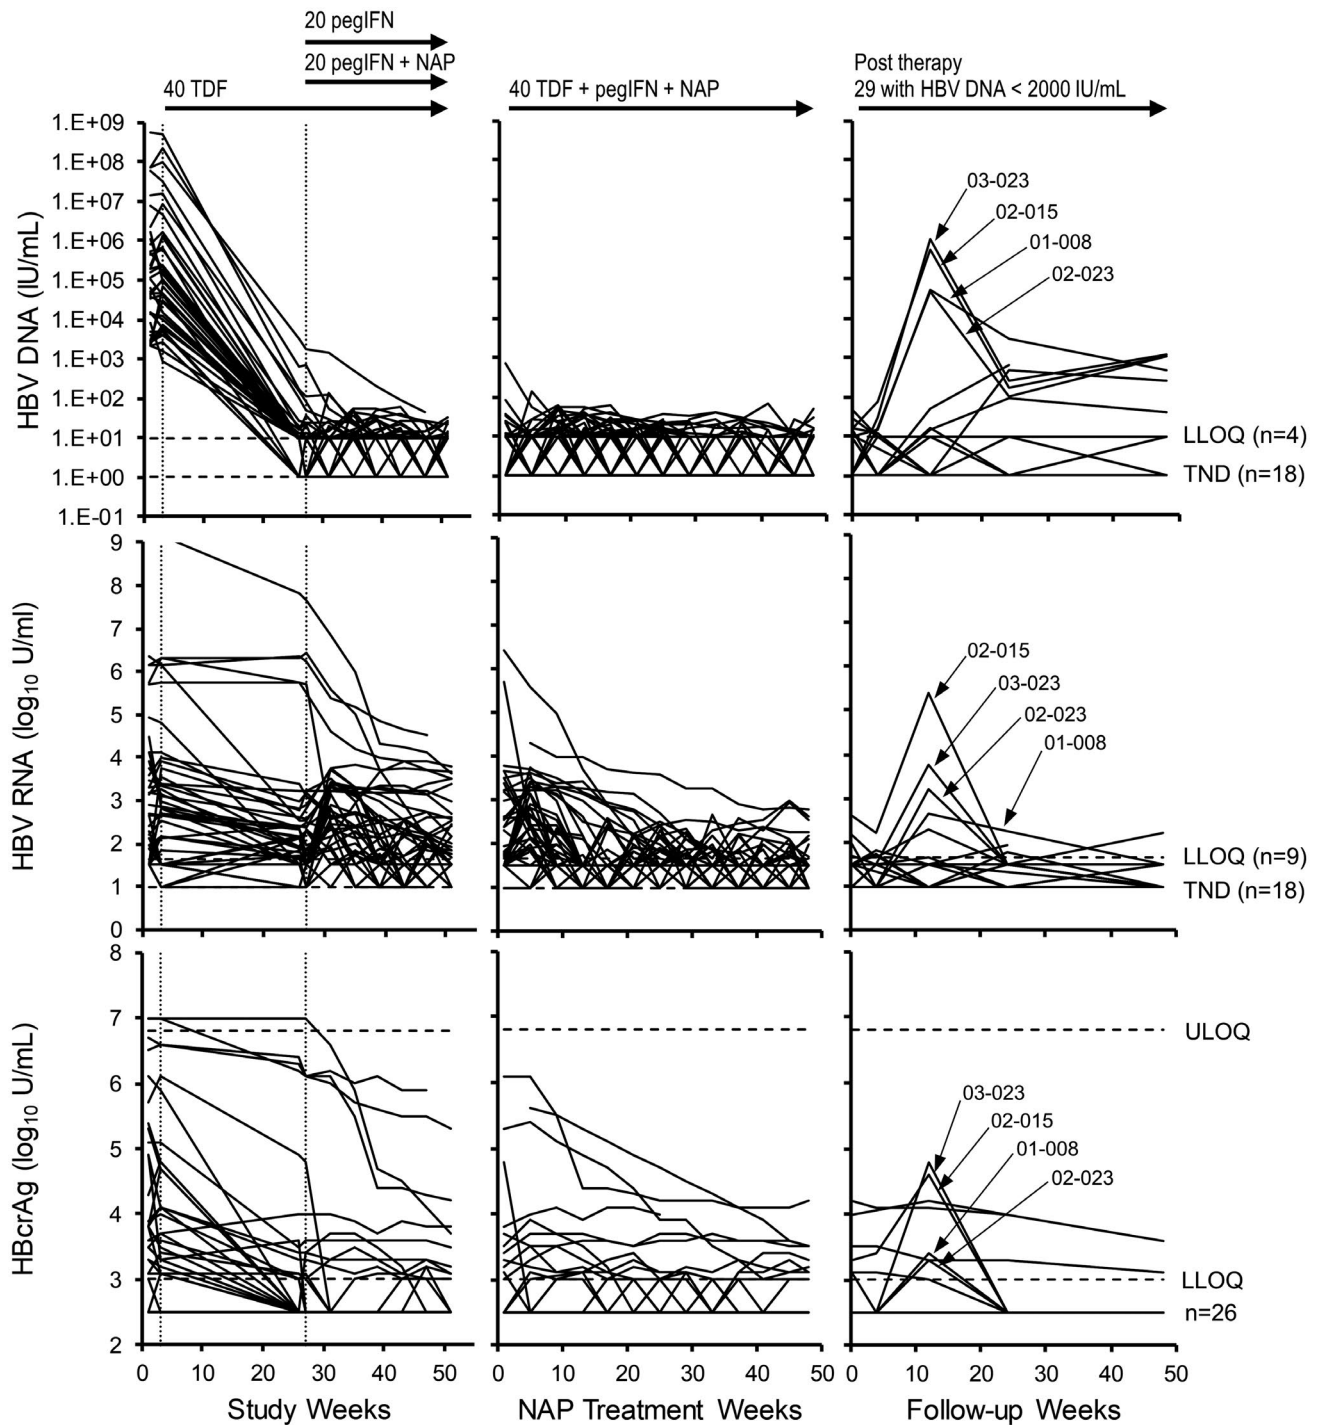 20 pegIFN
20 pegIFN + NAP
40 TDF
40 TDF + pegIFN + NAP
Post therapy
29 with HBV DNA < 2000 IU/mL
HBV DNA (IU/mL)
1.E+09
1.E+08
1.E+07
1.E+06
1.E+05
1.E+04
1.E+03
1.E+02
1.E+01
1.E+00
1.E-01
03-023
02-015
01-008
02-023
LLOQ (n=4)
TND (n=18)
HBV RNA (log10 U/ml)
9
8
7
6
5
4
3
2
1
0
02-015
03-023
02-023
01-008
LLOQ (n=9)
TND (n=18)
HBcrAg (log10 U/mL)
8
7
6
5
4
3
2
ULOQ
03-023
02-015
01-008
02-023
LLOQ
n=26
0 10 20 30 40 50
0 10 20 30 40 50
0 10 20 30 40 50
Study Weeks
NAP Treatment Weeks
Follow-up Weeks